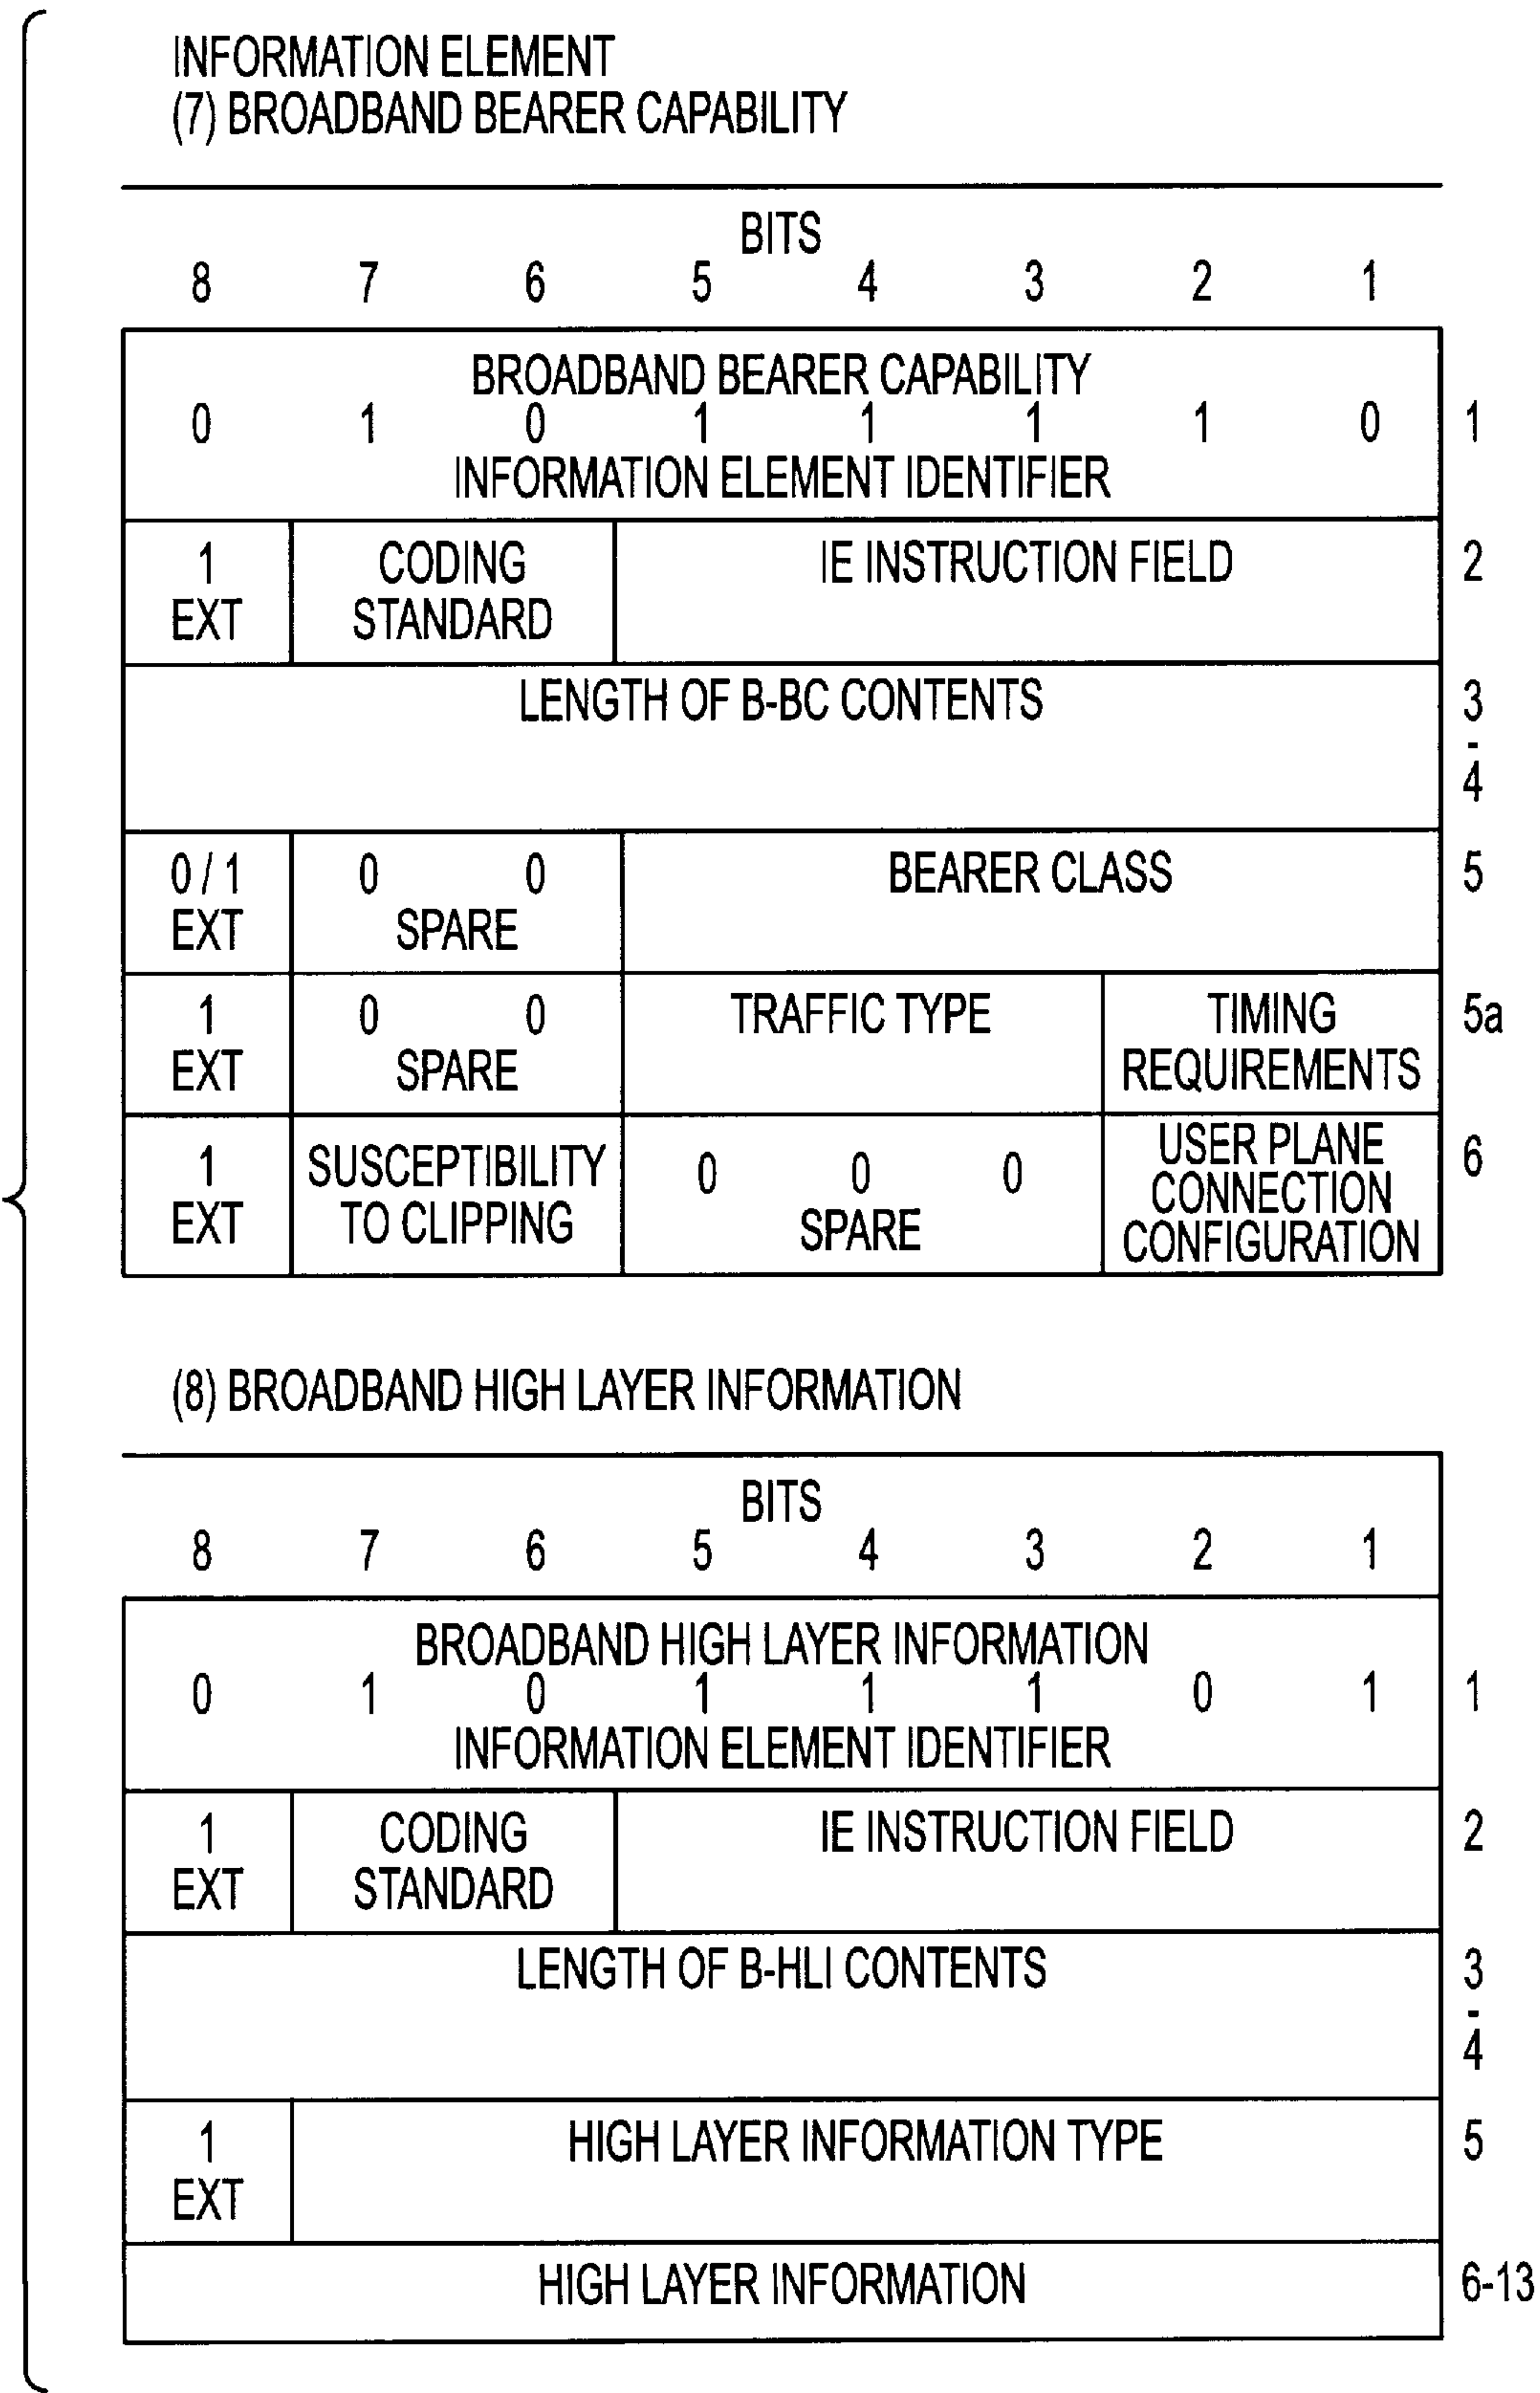 INFORMATION ELEMENT
(7) BROADBAND BEARER CAPABILITY
BITS
8 7 6 5 4 3 2 1
BROADBAND BEARER CAPABILITY
0 1 0 1 1 1 1 0 1
INFORMATION ELEMENT IDENTIFIER
1 CODING IE INSTRUCTION FIELD 2
EXT STANDARD
LENGTH OF B-BC CONTENTS 3
-
4
0 / 1 0 0 BEARER CLASS 5
EXT SPARE
1 0 0 TRAFFIC TYPE TIMING 5a
EXT SPARE REQUIREMENTS
1 SUSCEPTIBILITY 0 0 0 USER PLANE 6
EXT TO CLIPPING SPARE CONNECTION
CONFIGURATION
(8) BROADBAND HIGH LAYER INFORMATION
BITS
8 7 6 5 4 3 2 1
BROADBAND HIGH LAYER INFORMATION
0 1 0 1 1 1 0 1 1
INFORMATION ELEMENT IDENTIFIER
1 CODING IE INSTRUCTION FIELD 2
EXT STANDARD
LENGTH OF B-HLI CONTENTS 3
-
4
1 HIGH LAYER INFORMATION TYPE 5
EXT
HIGH LAYER INFORMATION 6-13